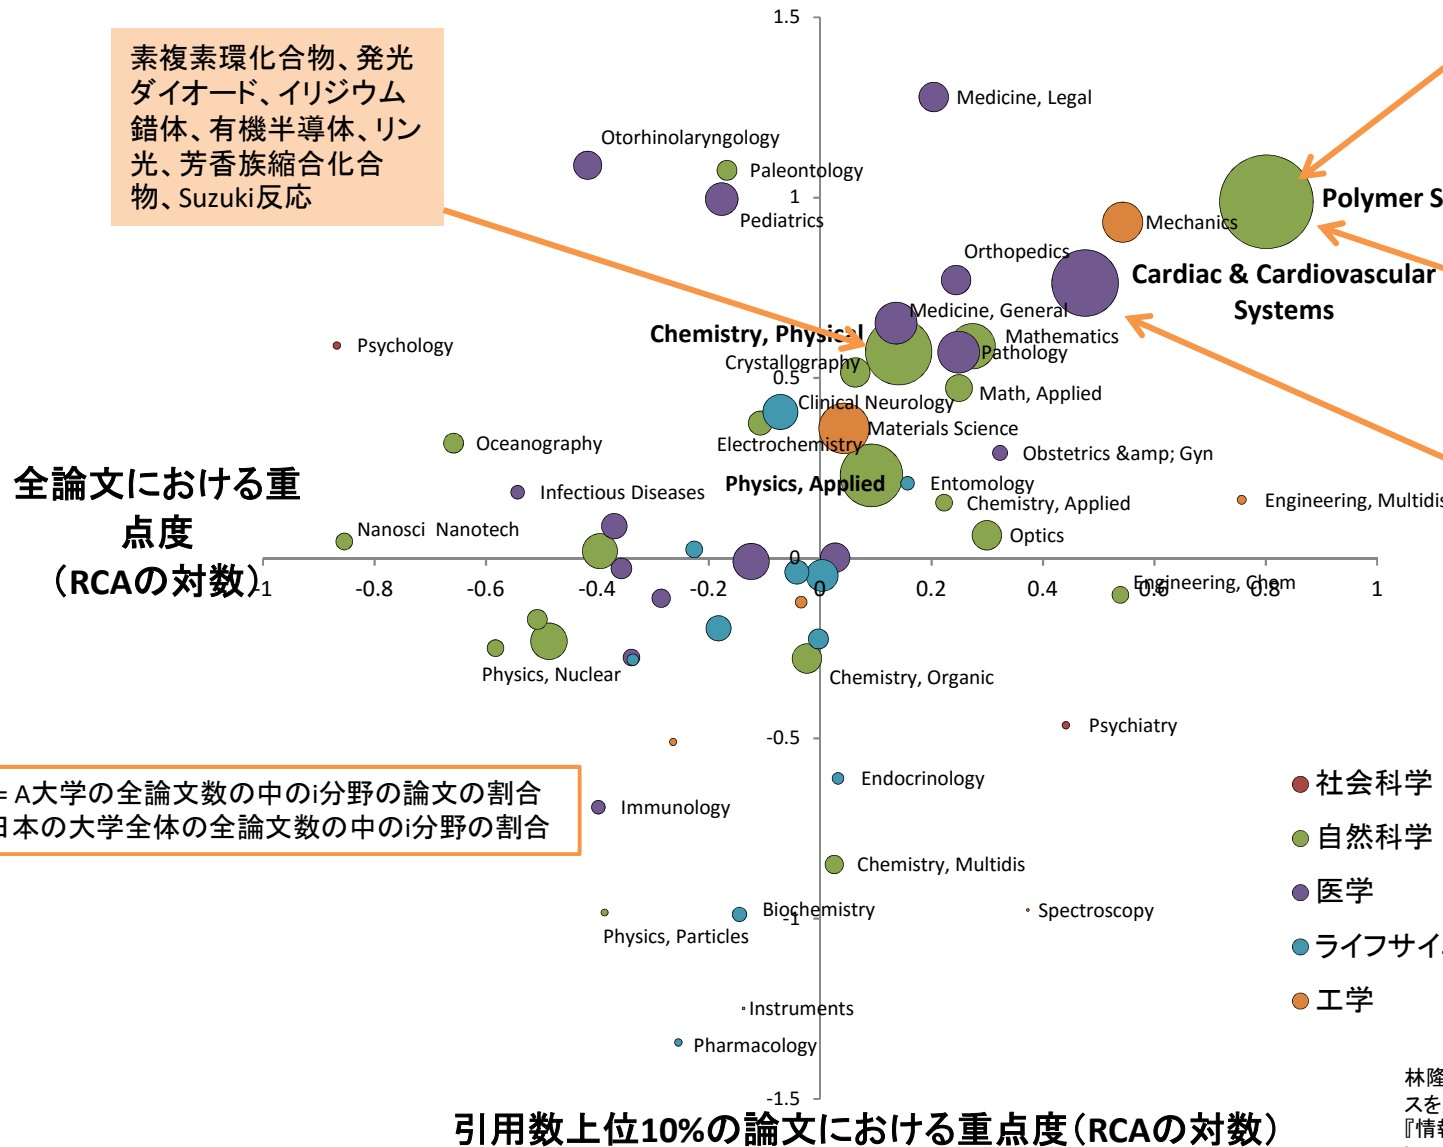 1.5
素複素環化合物、発光
ダイオード、イリジウム
錯体、有機半導体、リン
光、芳香族縮合化合
物、Suzuki反応
Medicine, Legal
Otorhinolaryngology
Paleontology
1
Pediatrics
Polymer S
Mechanics
Orthopedics
Cardiac & Cardiovascular
Systems
Medicine, General
Chemistry, Physical
Mathematics
Psychology
Pathology
Crystallography
0.5
Math, Applied
Clinical Neurology
Materials Science
Electrochemistry
Oceanography
Obstetrics &amp; Gyn
全論文における重
点度
（RCAの対数）
Physics, Applied
Entomology
Infectious Diseases
Chemistry, Applied
Engineering, Multidis
Nanosci Nanotech
Optics
0
-1
-0.8
-0.6
-0.4
-0.2
0
0.2
0.4
0.6
0.8
1
Engineering, Chem
Physics, Nuclear
Chemistry, Organic
-0.5
Psychiatry
Endocrinology
社会科学
= A大学の全論文数の中のi分野の論文の割合
日本の大学全体の全論文数の中のi分野の割合
Immunology
自然科学
Chemistry, Multidis
医学
Biochemistry
-1
Spectroscopy
Physics, Particles
ライフサイ
工学
Instruments
Pharmacology
-1.5
引用数上位10%の論文における重点度（RCAの対数）
林隆
スを
『情報